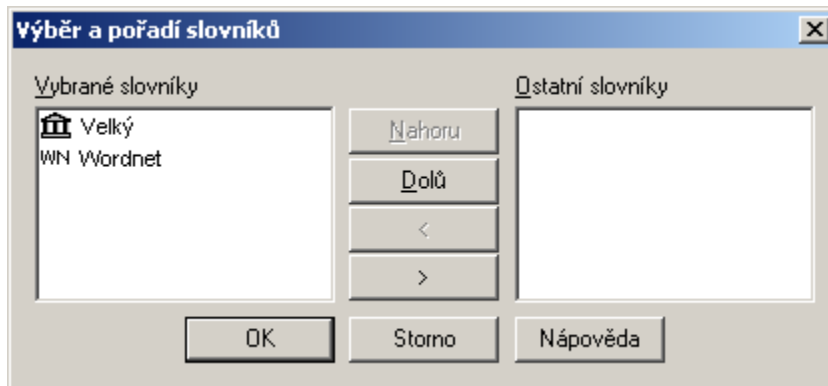 Výběr a pořadí slovníků
Vybrané slovníky
Ostatní slovníky
Velký
WN Wordnet
Nahoru
Dolů
<
>
OK
Storno
Nápověda